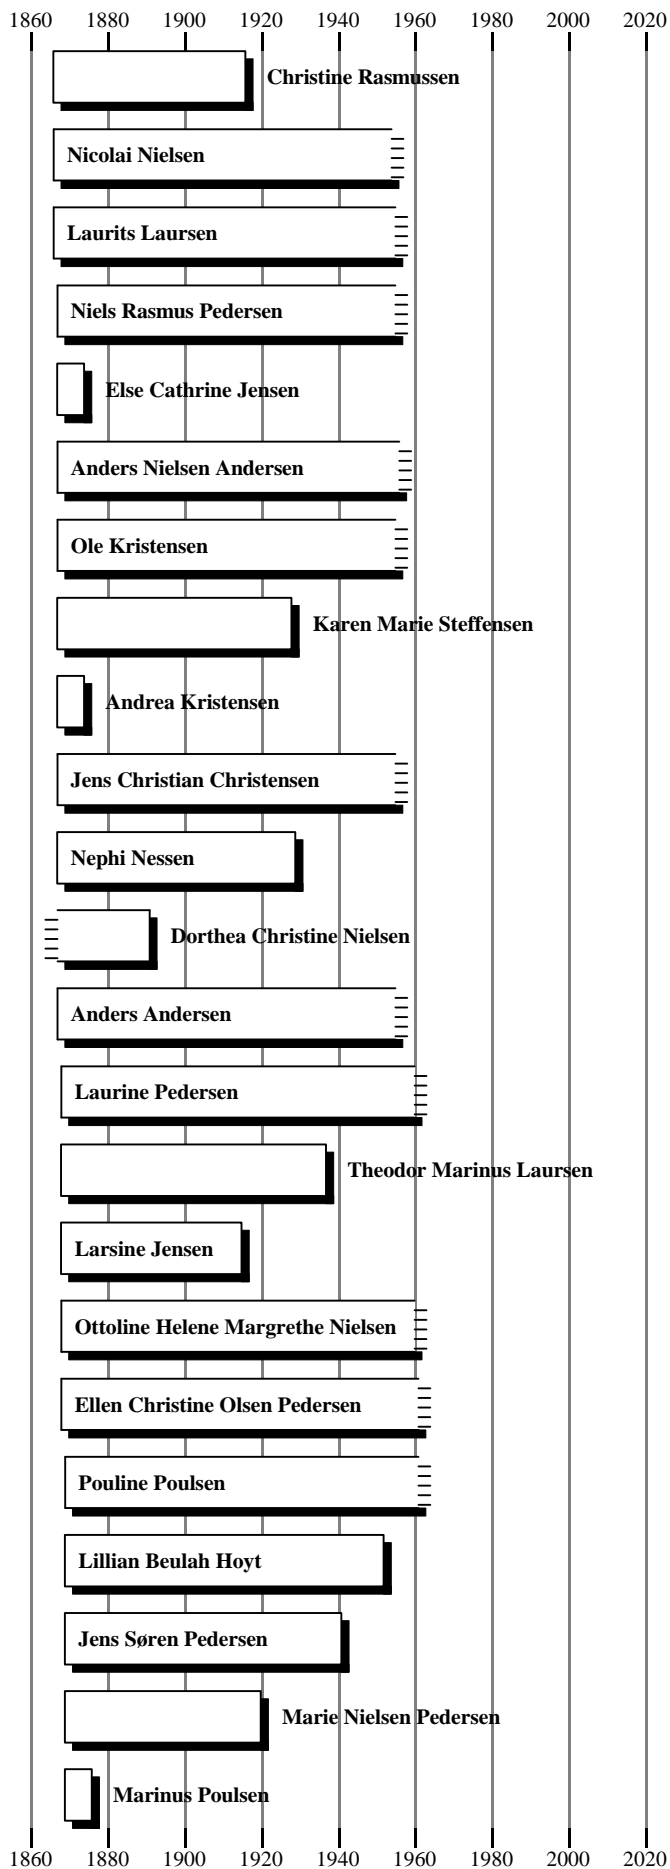 1860 1880 1900 1920 1940 1960 1980 2000 2020
Christine Rasmussen
Nicolai Nielsen
Laurits Laursen
Niels Rasmus Pedersen
Else Cathrine Jensen
Anders Nielsen Andersen
Ole Kristensen
Karen Marie Steffensen
Andrea Kristensen
Jens Christian Christensen
Nephi Nessen
Dorthea Christine Nielsen
Anders Andersen
Laurine Pedersen
Theodor Marinus Laursen
Larsine Jensen
Ottoline Helene Margrethe Nielsen
Ellen Christine Olsen Pedersen
Pouline Poulsen
Lillian Beulah Hoyt
Jens Søren Pedersen
Marie Nielsen Pedersen
Marinus Poulsen
1860 1880 1900 1920 1940 1960 1980 2000 2020